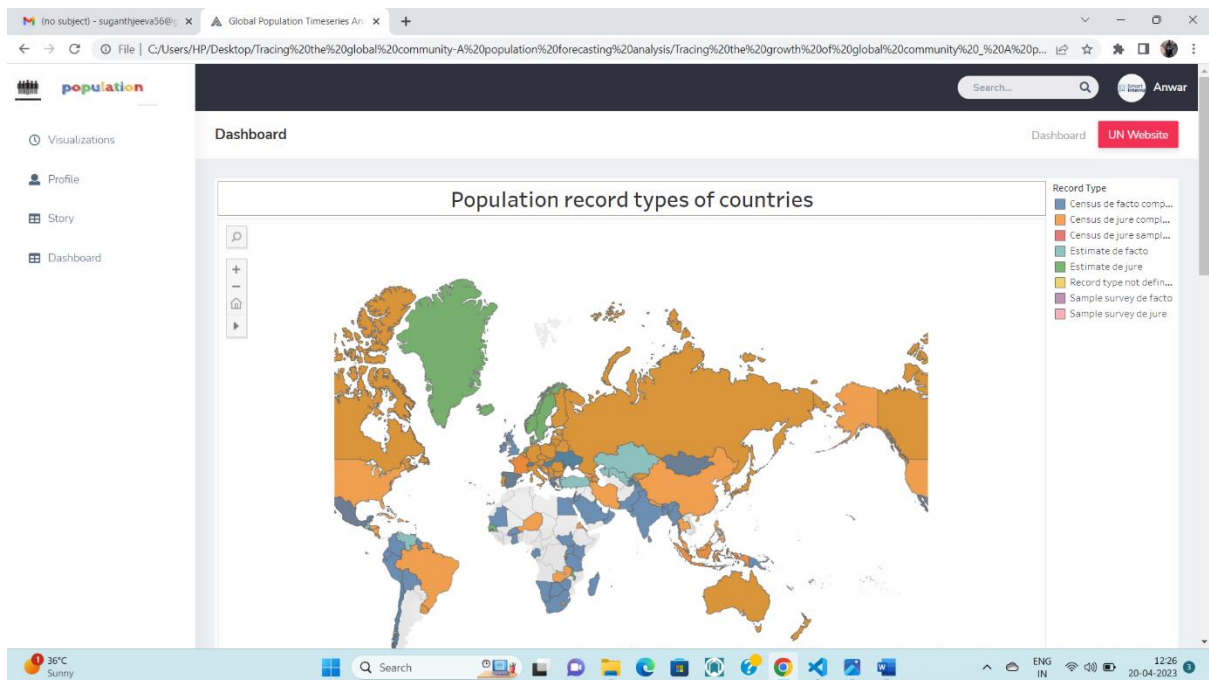 (no subject) - suganthjeeva56@g
Global Population Timeseries An
File | C:/Users/HP/Desktop/Tracing%20the%20global%20community-A%20population%20forecasting%20analysis/Tracing%20the%20growth%20of%20global%20community%20_%20A%20p...
population
Search...
Anwar
Visualizations
Profile
Story
Dashboard
Dashboard
Dashboard
UN Website
Population record types of countries
Record Type
Census de facto comp...
Census de jure compl...
Census de jure sampl...
Estimate de facto
Estimate de jure
Record type not defin...
Sample survey de facto
Sample survey de jure
1
36°C
Sunny
Search
ENG
IN
12:26
20-04-2023
3